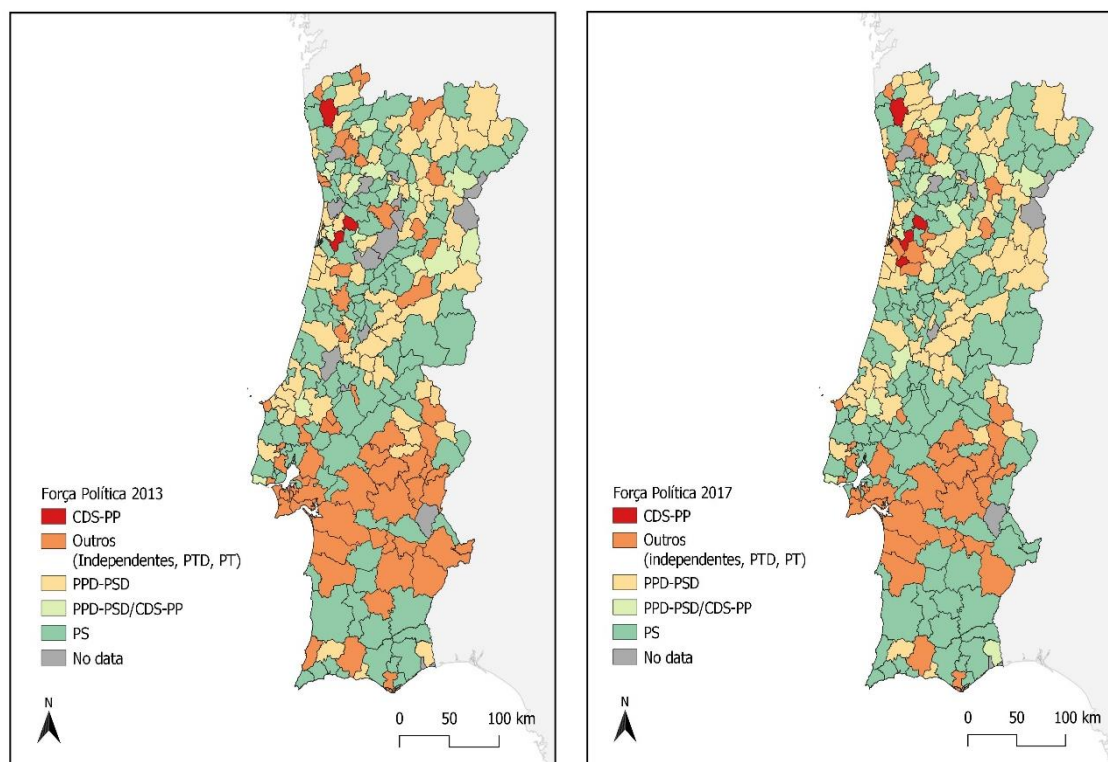 Força Política 2013
CDS-PP
Outros
(Independentes, PTD, PT)
PPD-PSD
PPD-PSD/CDS-PP
PS
No data
N
0 50 100 km
Força Política 2017
CDS-PP
Outros
(independentes, PTD, PT)
PPD-PSD
PPD-PSD/CDS-PP
PS
No data
N
0 50 100 km